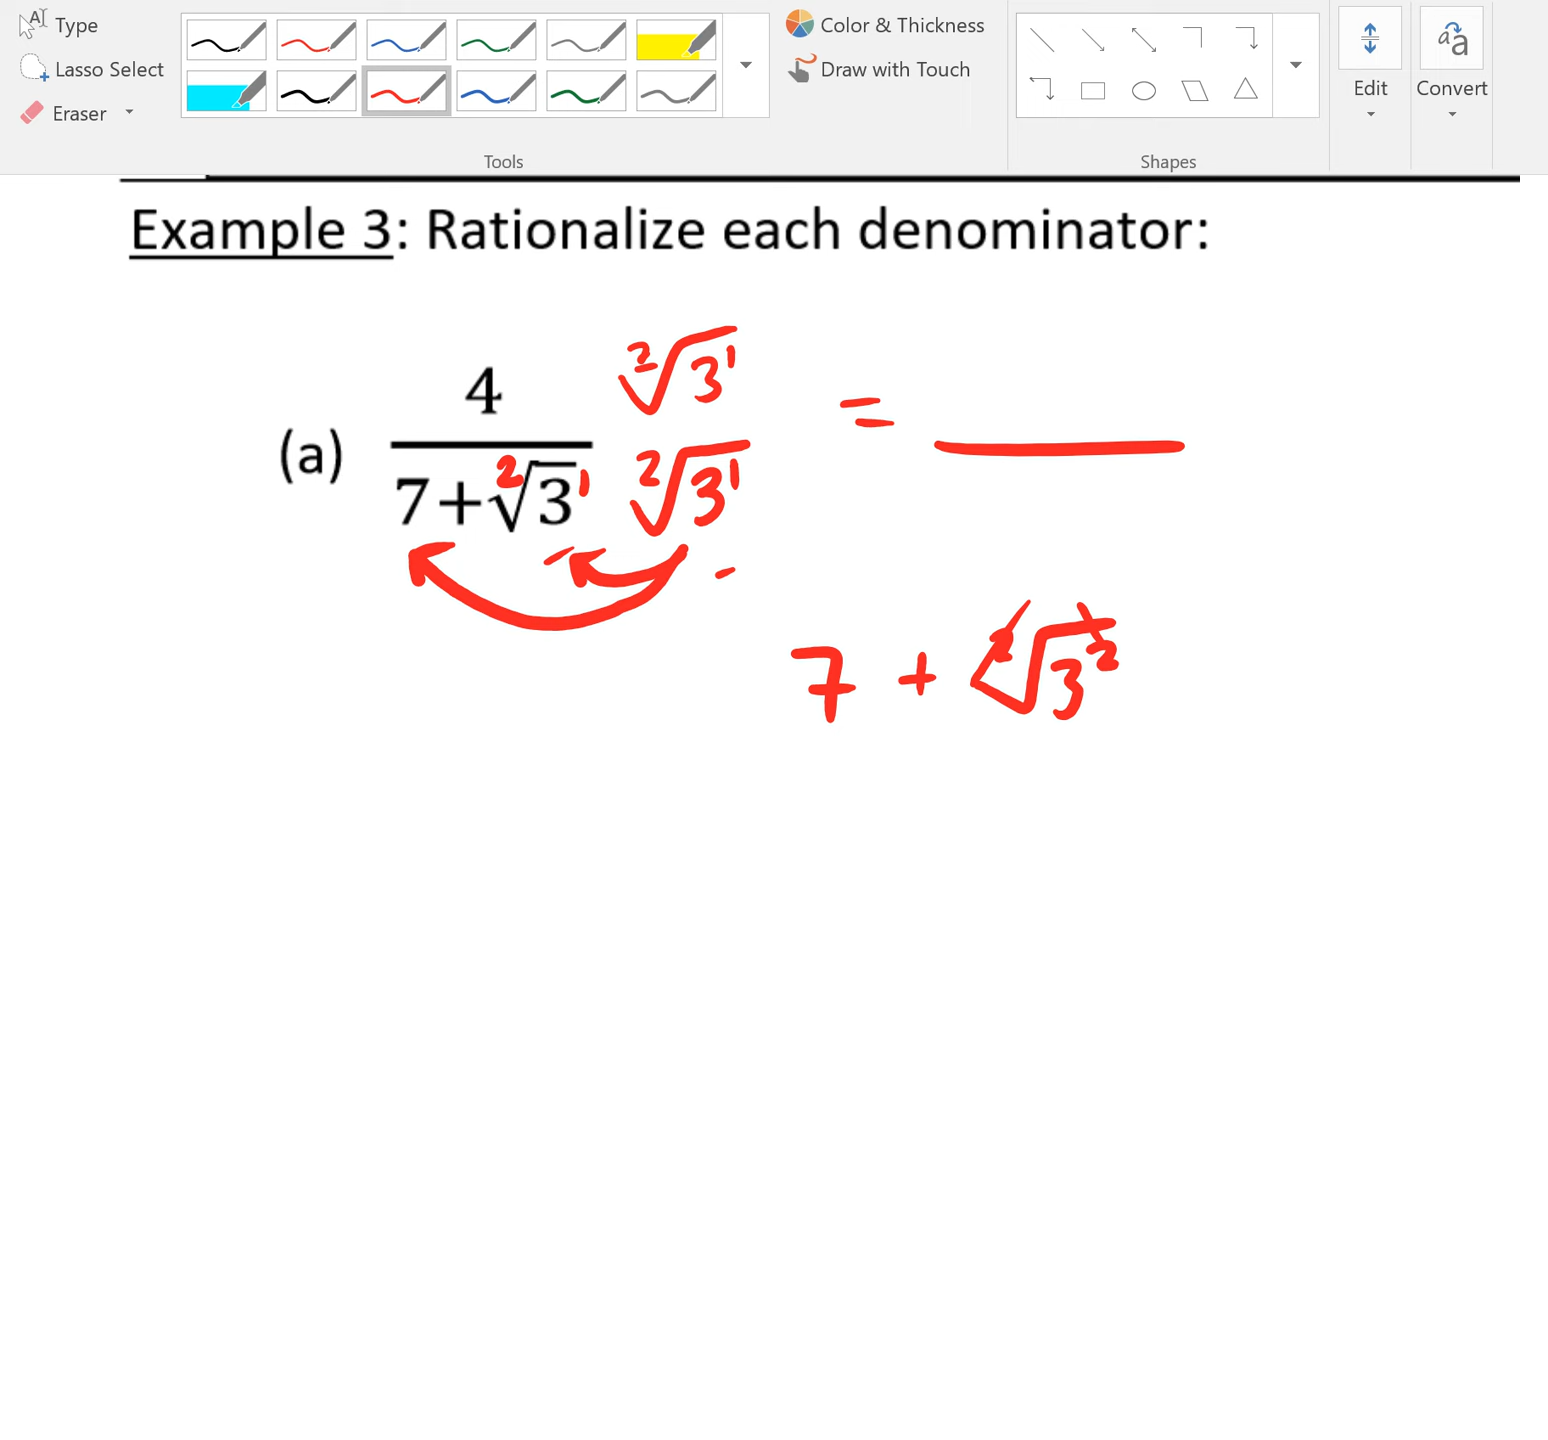 Type
Lasso Select
Eraser
Color & Thickness
Draw with Touch
Edit
Convert
Tools
Shapes
Example 3: Rationalize each denominator:
(a) 4/(7+²√3¹) ²√3¹/²√3¹ = ___
7 + ²√3²